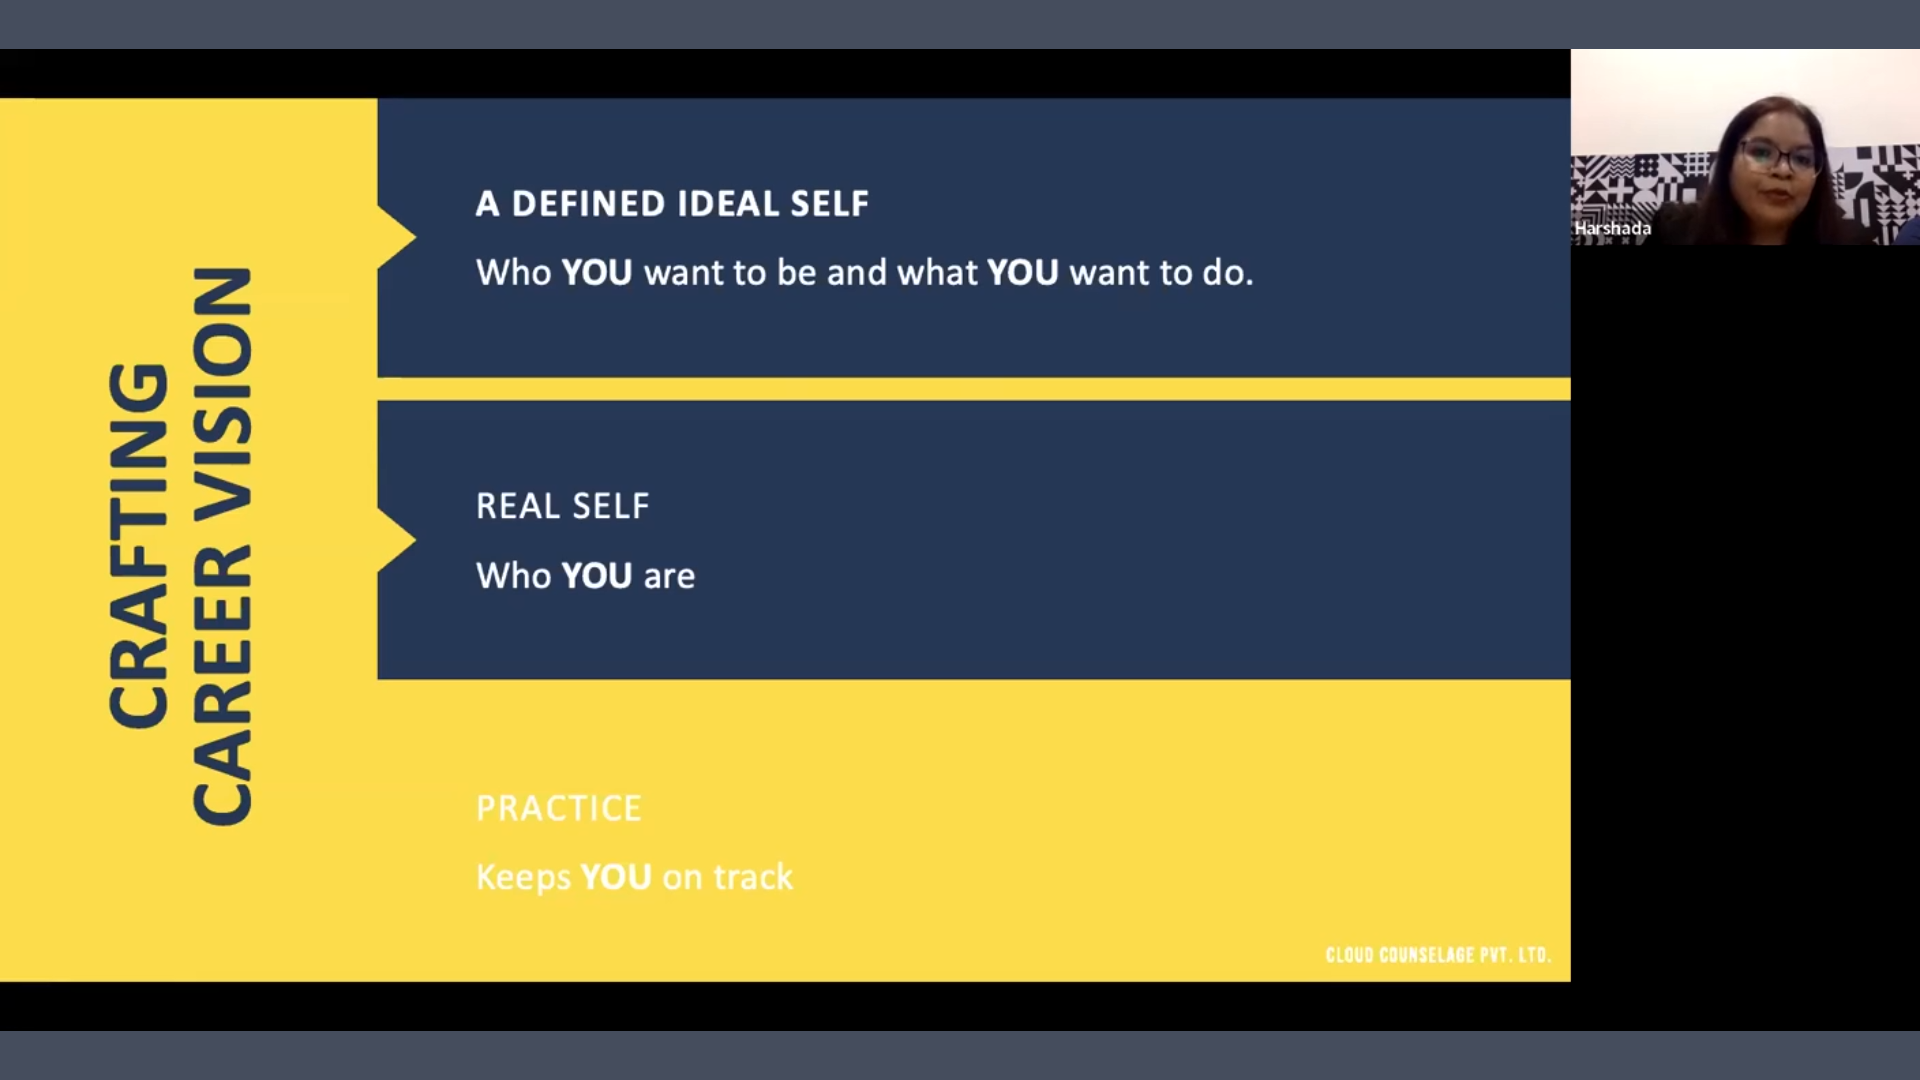 CRAFTING
CAREER VISION
A DEFINED IDEAL SELF
Who YOU want to be and what YOU want to do.
REAL SELF
Who YOU are
PRACTICE
Keeps YOU on track
CLOUD COUNSELAGE PVT. LTD.
Harshada